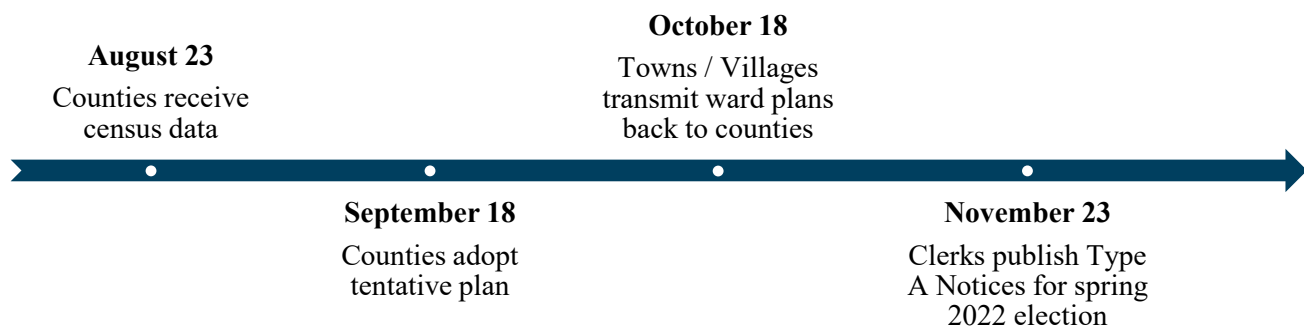 August 23
Counties receive
census data
September 18
Counties adopt
tentative plan
October 18
Towns / Villages
transmit ward plans
back to counties
November 23
Clerks publish Type
A Notices for spring
2022 election